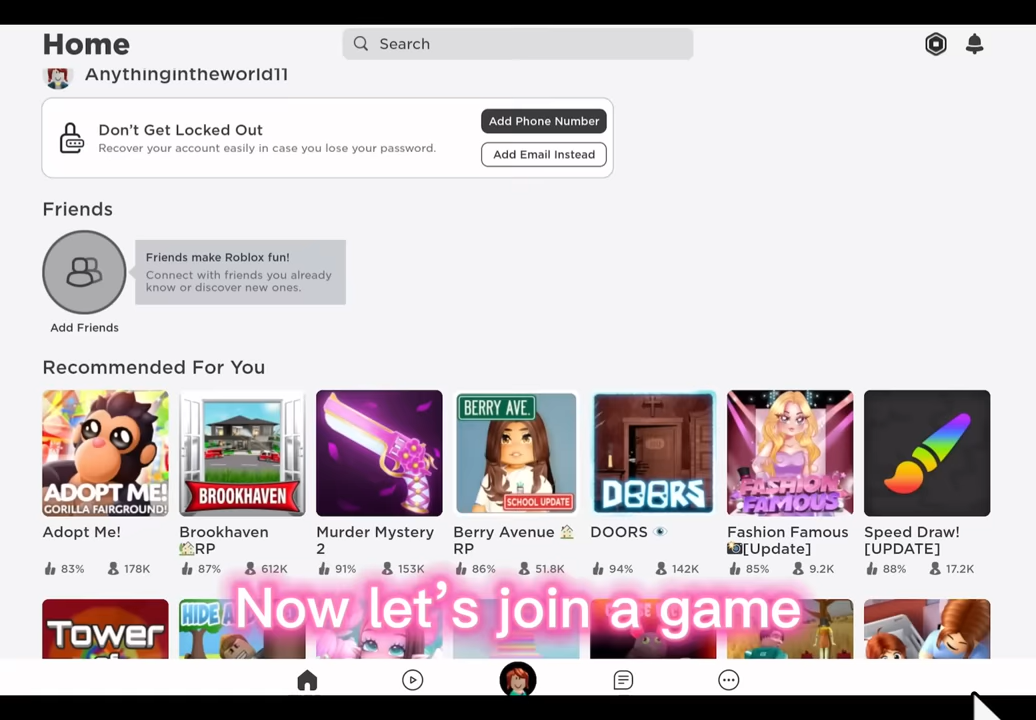 Home
Search
Anythingintheworld11
Don't Get Locked Out
Recover your account easily in case you lose your password.
Add Phone Number
Add Email Instead
Friends
Friends make Roblox fun!
Connect with friends you already
know or discover new ones.
Add Friends
Recommended For You
ADOPT ME!
GORILLA FAIRGROUND!
BROOKHAVEN
BERRY AVE.
SCHOOL UPDATE
DOORS
FASHION
FAMOUS
Adopt Me!
Brookhaven
🏡RP
Murder Mystery
2
Berry Avenue 🏠
RP
DOORS 👁️
Fashion Famous
📸[Update]
Speed Draw!
[UPDATE]
83% 178K
87% 612K
91% 153K
86% 51.8K
94% 142K
85% 9.2K
88% 17.2K
Now let's join a game
Tower
HIDE